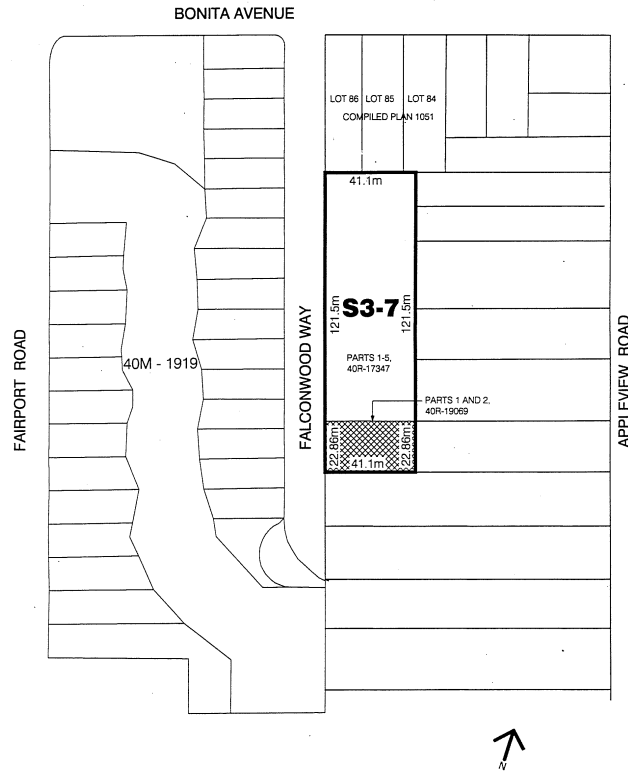 BONITA AVENUE
LOT 86 LOT 85 LOT 84
COMPILED PLAN 1051
41.1m
121.5m
S3-7
121.5m
PARTS 1-5,
40R-17347
PARTS 1 AND 2,
40R-19069
22.86m
41.1m
22.86m
FAIRPORT ROAD
40M - 1919
FALCONWOOD WAY
APPLEVIEW ROAD
N